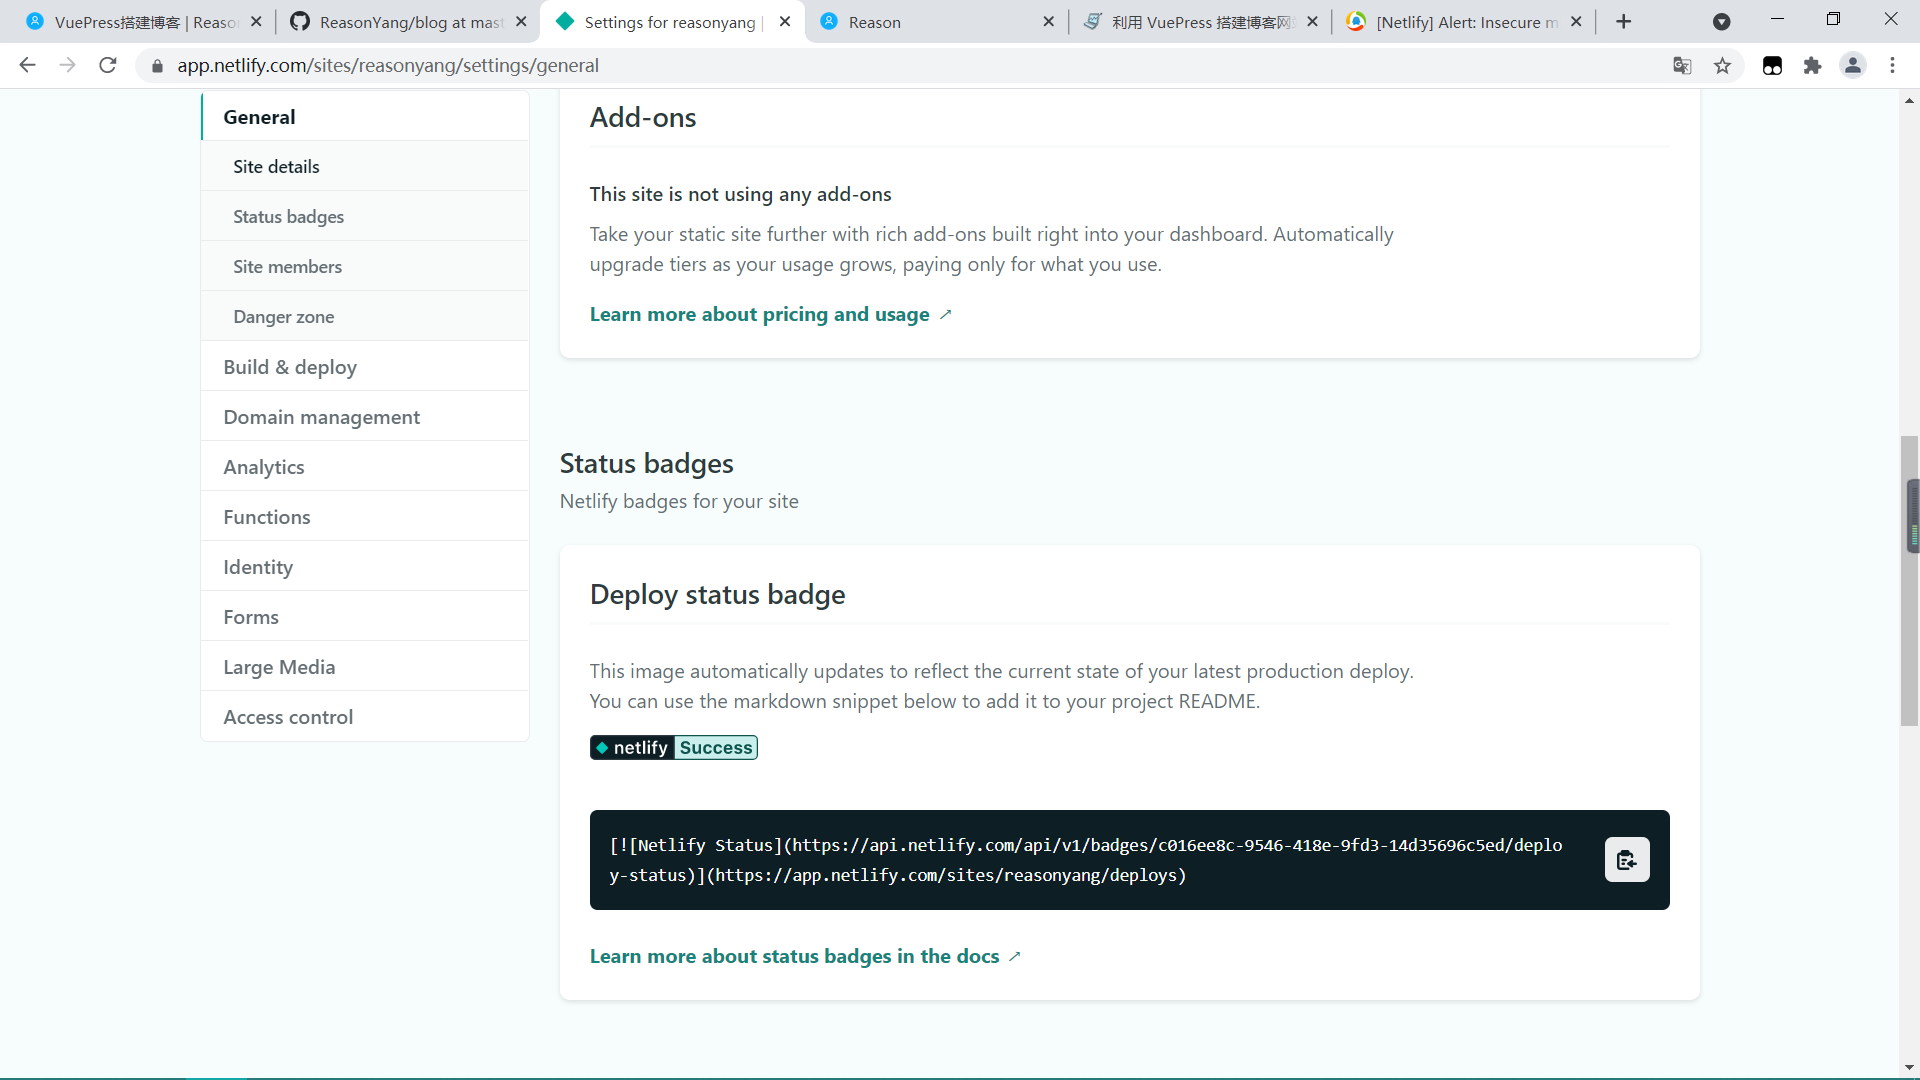 VuePress搭建博客 | Reaso
ReasonYang/blog at mast
Settings for reasonyang |
Reason
利用 VuePress 搭建博客网
[Netlify] Alert: Insecure m
app.netlify.com/sites/reasonyang/settings/general
General
Site details
Status badges
Site members
Danger zone
Build & deploy
Domain management
Analytics
Functions
Identity
Forms
Large Media
Access control
Add-ons
This site is not using any add-ons
Take your static site further with rich add-ons built right into your dashboard. Automatically
upgrade tiers as your usage grows, paying only for what you use.
Learn more about pricing and usage
Status badges
Netlify badges for your site
Deploy status badge
This image automatically updates to reflect the current state of your latest production deploy.
You can use the markdown snippet below to add it to your project README.
netlify Success
[![Netlify Status](https://api.netlify.com/api/v1/badges/c016ee8c-9546-418e-9fd3-14d35696c5ed/deplo
y-status)](https://app.netlify.com/sites/reasonyang/deploys)
Learn more about status badges in the docs